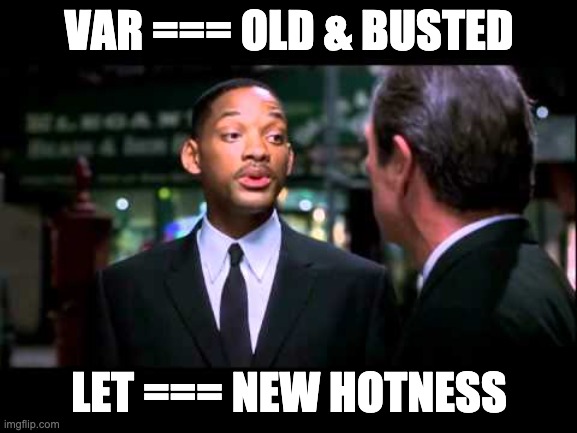 VAR === OLD & BUSTED
LET === NEW HOTNESS
imgflip.com